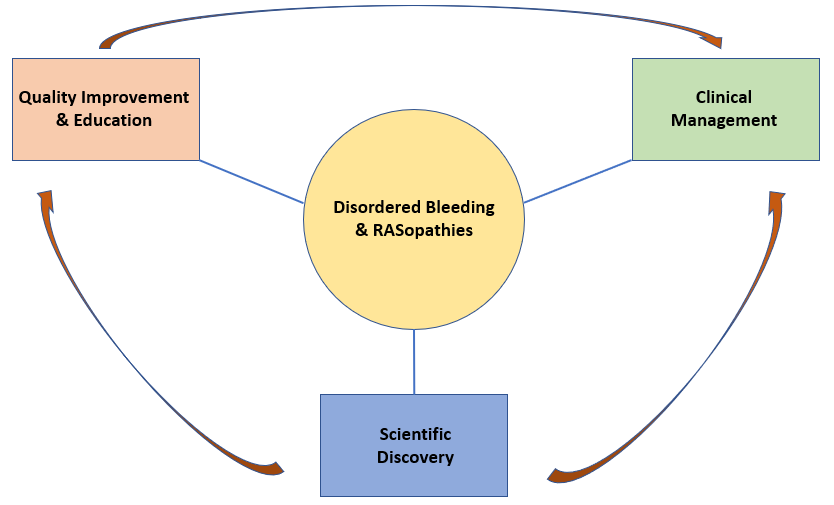 Quality Improvement
& Education
Clinical
Management
Disordered Bleeding
& RASopathies
Scientific
Discovery